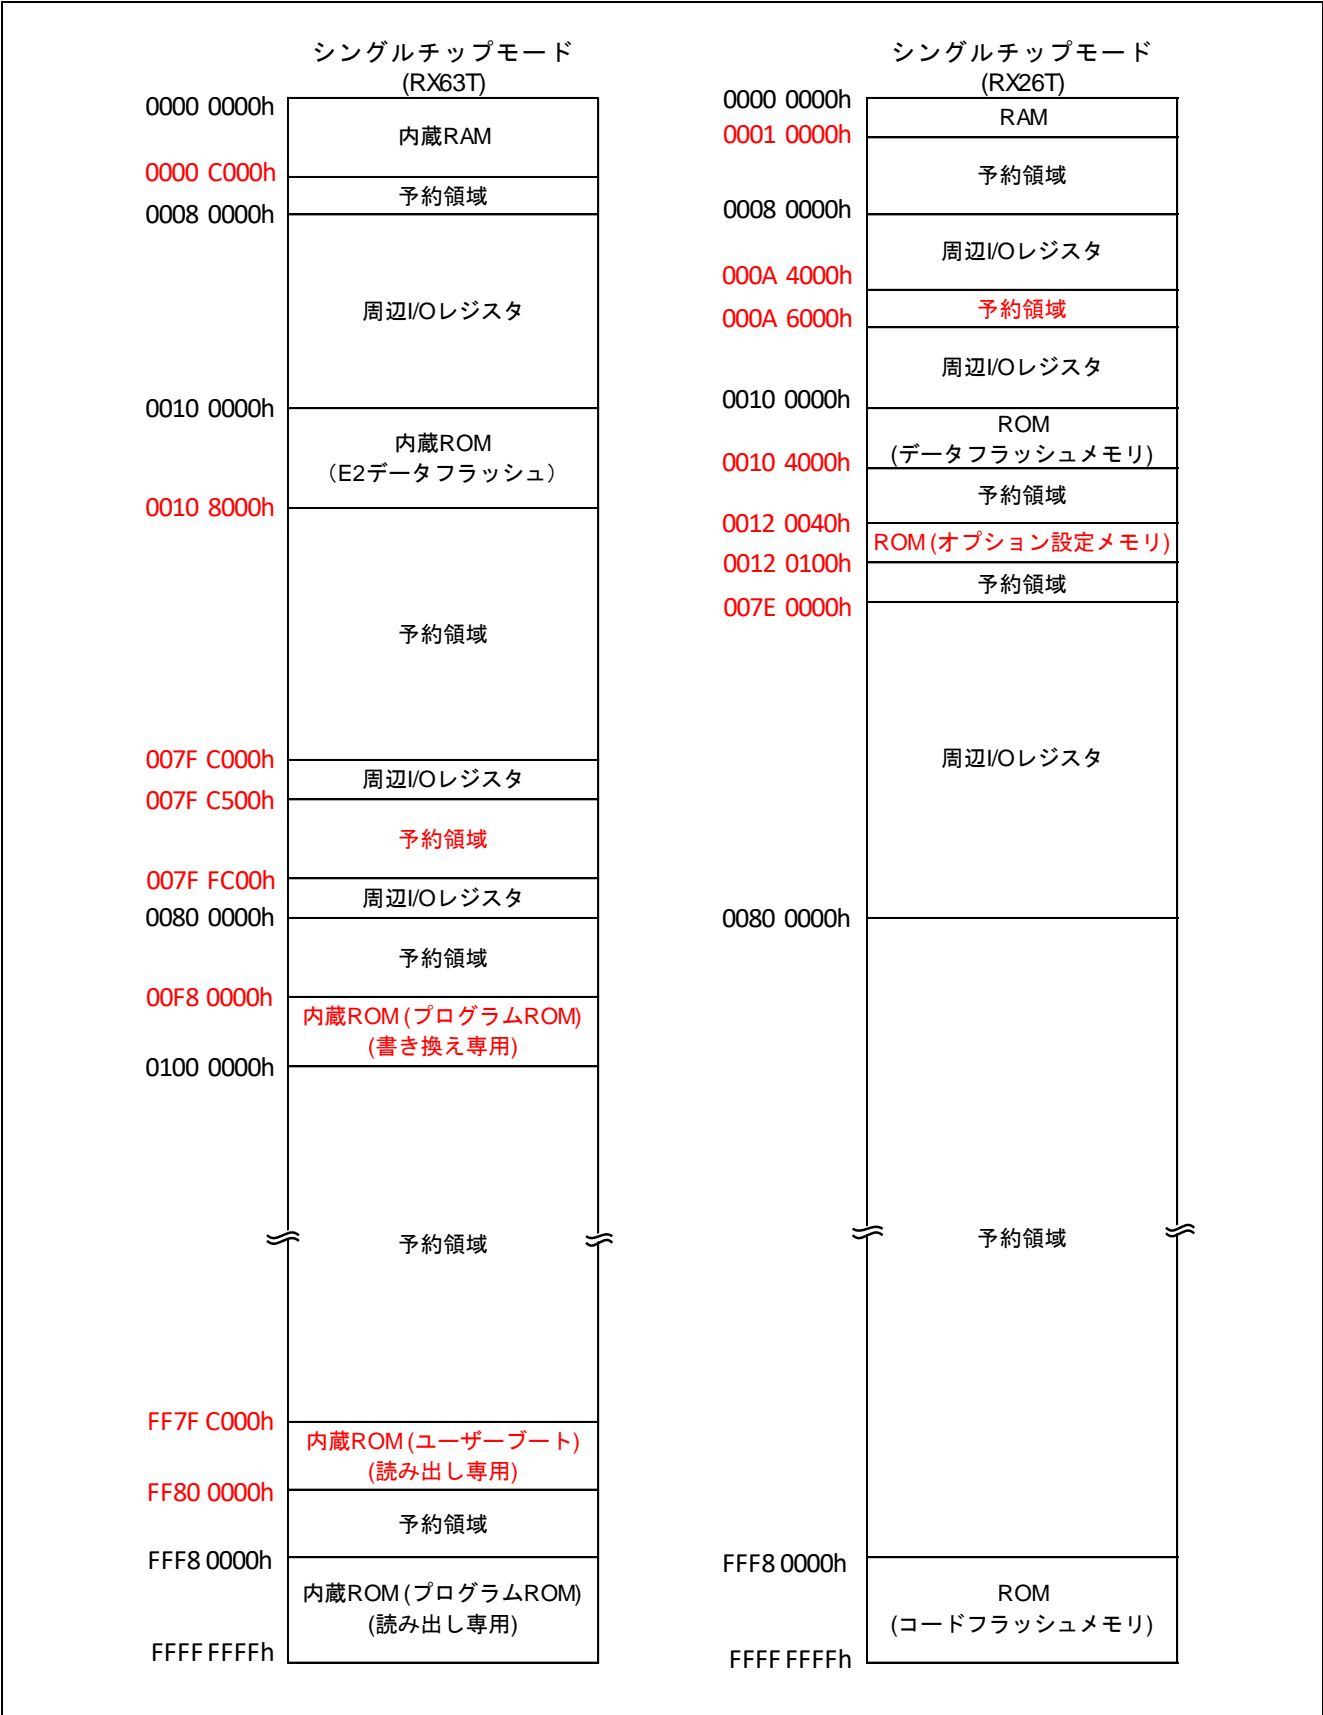 シングルチップモード
(RX63T)
0000 0000h
内蔵RAM
0000 C000h
予約領域
0008 0000h
周辺I/Oレジスタ
0010 0000h
内蔵ROM
（E2データフラッシュ）
0010 8000h
予約領域
007F C000h
周辺I/Oレジスタ
007F C500h
予約領域
007F FC00h
周辺I/Oレジスタ
0080 0000h
予約領域
00F8 0000h
内蔵ROM (プログラムROM)
(書き換え専用)
0100 0000h
予約領域
FF7F C000h
内蔵ROM (ユーザーブート)
(読み出し専用)
FF80 0000h
予約領域
FFF8 0000h
内蔵ROM (プログラムROM)
(読み出し専用)
FFFF FFFFh
シングルチップモード
(RX26T)
0000 0000h
RAM
0001 0000h
予約領域
0008 0000h
周辺I/Oレジスタ
000A 4000h
予約領域
000A 6000h
周辺I/Oレジスタ
0010 0000h
ROM
(データフラッシュメモリ)
0010 4000h
予約領域
0012 0040h
ROM (オプション設定メモリ)
0012 0100h
予約領域
007E 0000h
周辺I/Oレジスタ
0080 0000h
予約領域
FFF8 0000h
ROM
(コードフラッシュメモリ)
FFFF FFFFh